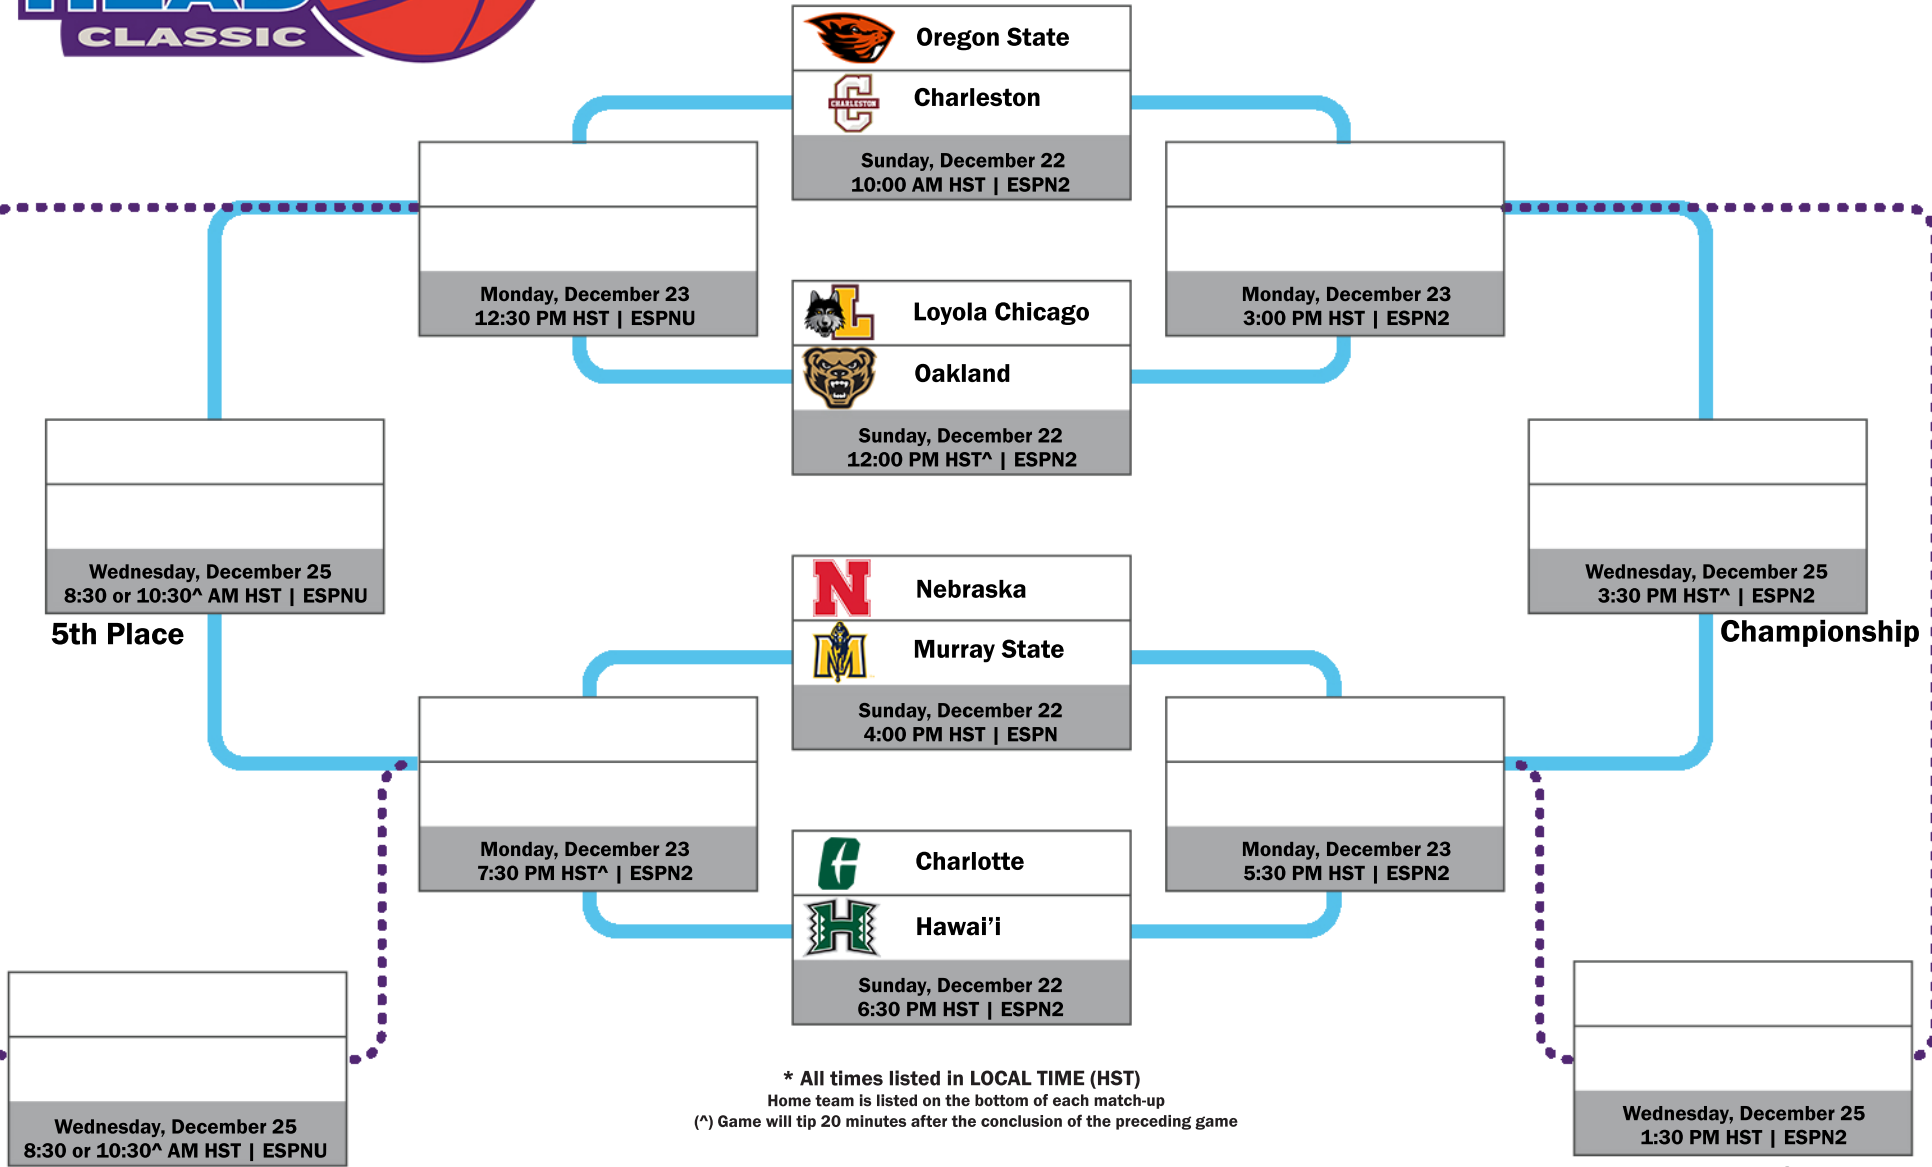 HEAD
CLASSIC
Oregon State
CHARLESTON
Charleston
Sunday, December 22
10:00 AM HST | ESPN2
Monday, December 23
12:30 PM HST | ESPNU
Monday, December 23
3:00 PM HST | ESPN2
L
Loyola Chicago
Oakland
Sunday, December 22
12:00 PM HST^ | ESPN2
Wednesday, December 25
8:30 or 10:30^ AM HST | ESPNU
5th Place
Wednesday, December 25
3:30 PM HST^ | ESPN2
Championship
N
Nebraska
M
Murray State
Sunday, December 22
4:00 PM HST | ESPN
Monday, December 23
7:30 PM HST^ | ESPN2
Monday, December 23
5:30 PM HST | ESPN2
C
Charlotte
H
Hawai’i
Sunday, December 22
6:30 PM HST | ESPN2
Wednesday, December 25
8:30 or 10:30^ AM HST | ESPNU
Wednesday, December 25
1:30 PM HST | ESPN2
* All times listed in LOCAL TIME (HST)
Home team is listed on the bottom of each match-up
(^) Game will tip 20 minutes after the conclusion of the preceding game